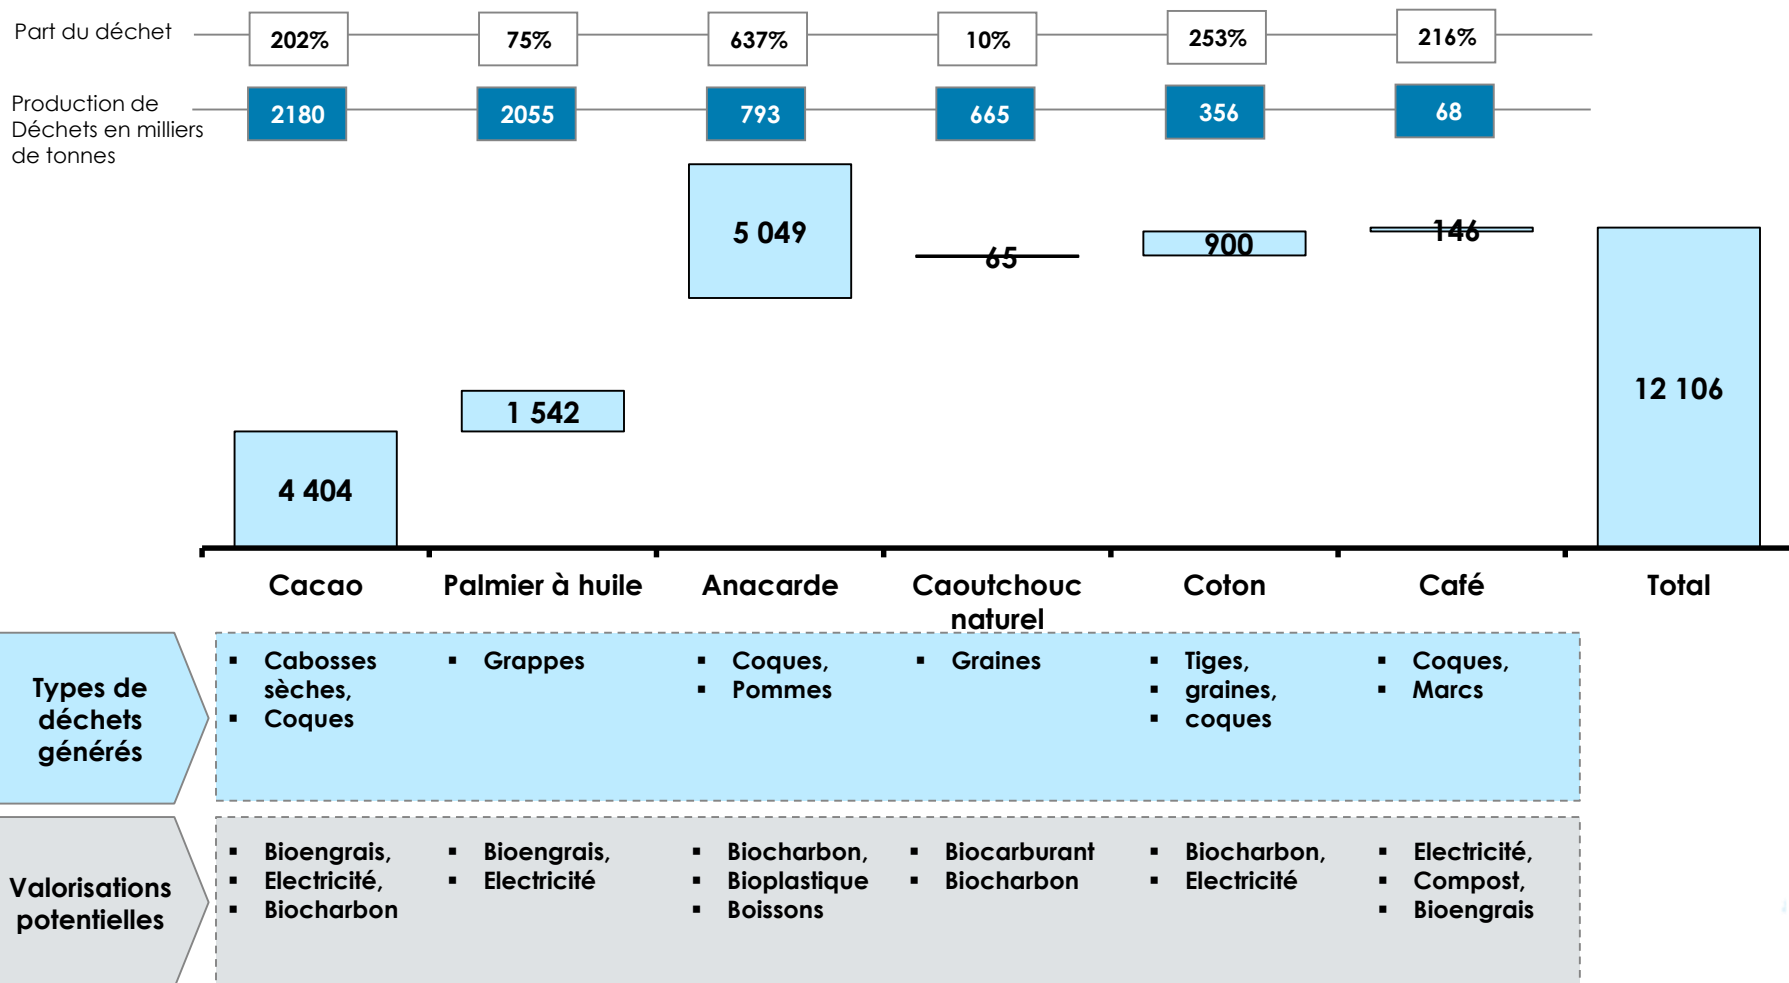 Part du déchet
202%
75%
637%
10%
253%
216%
Production de
Déchets en milliers
de tonnes
2180
2055
793
665
356
68
4 404
1 542
5 049
65
900
146
12 106
Cacao
Palmier à huile
Anacarde
Caoutchouc
naturel
Coton
Café
Total
Types de
déchets
générés
▪ Cabosses
sèches,
▪ Coques
▪ Grappes
▪ Coques,
▪ Pommes
▪ Graines
▪ Tiges,
▪ graines,
▪ coques
▪ Coques,
▪ Marcs
Valorisations
potentielles
▪ Bioengrais,
▪ Electricité,
▪ Biocharbon
▪ Bioengrais,
▪ Electricité
▪ Biocharbon,
▪ Bioplastique
▪ Boissons
▪ Biocarburant
▪ Biocharbon
▪ Biocharbon,
▪ Electricité
▪ Electricité,
▪ Compost,
▪ Bioengrais